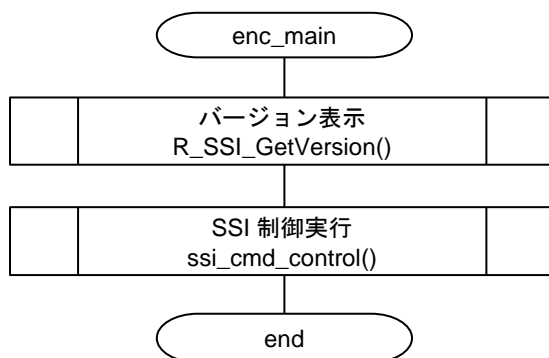 enc_main
バージョン表示
R_SSI_GetVersion()
SSI 制御実行
ssi_cmd_control()
end